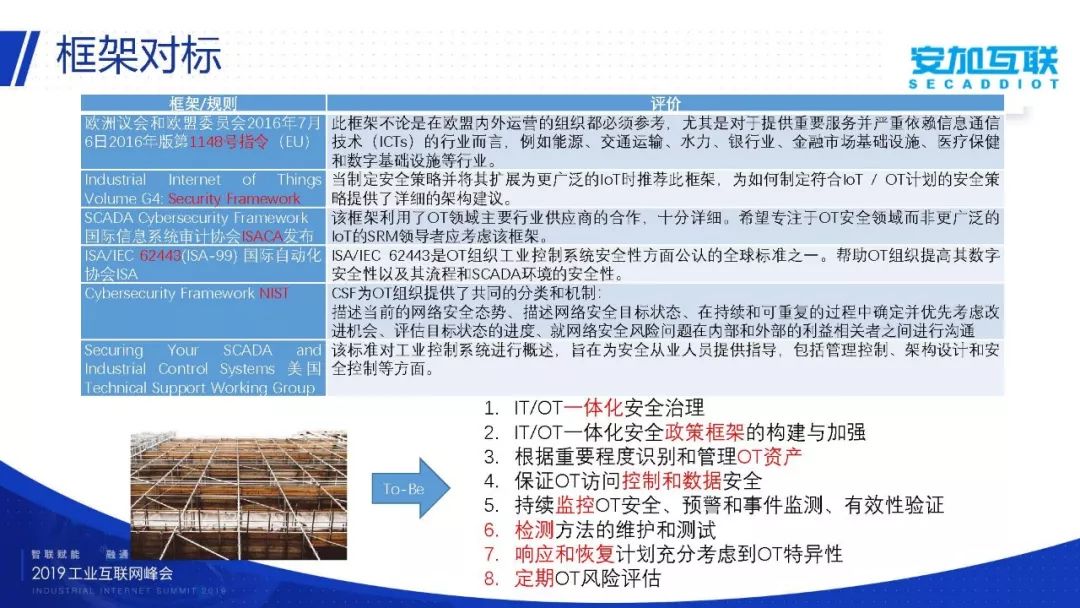 框架对标
安加互联
SECADDIOT
框架/规则
评价
欧洲议会和欧盟委员会2016年7月
6日2016年版第1148号指令（EU）
此框架不论是在欧盟内外运营的组织都必须参考，尤其是对于提供重要服务并严重依赖信息通信
技术（ICTs）的行业而言，例如能源、交通运输、水力、银行业、金融市场基础设施、医疗保健
和数字基础设施等行业。
Industrial Internet of Things
Volume G4: Security Framework
当制定安全策略并将其扩展为更广泛的IoT时推荐此框架，为如何制定符合IoT / OT计划的安全策
略提供了详细的架构建议。
SCADA Cybersecurity Framework
国际信息系统审计协会ISACA发布
该框架利用了OT领域主要行业供应商的合作，十分详细。希望专注于OT安全领域而非更广泛的
IoT的SRM领导者应考虑该框架。
ISA/IEC 62443(ISA-99) 国际自动化
协会ISA
ISA/IEC 62443是OT组织工业控制系统安全性方面公认的全球标准之一。帮助OT组织提高其数字
安全性以及其流程和SCADA环境的安全性。
Cybersecurity Framework NIST
CSF为OT组织提供了共同的分类和机制：
描述当前的网络安全态势、描述网络安全目标状态、在持续和可重复的过程中确定并优先考虑改
进机会、评估目标状态的进度、就网络安全风险问题在内部和外部的利益相关者之间进行沟通
Securing Your SCADA and
Industrial Control Systems 美国
Technical Support Working Group
该标准对工业控制系统进行概述，旨在为安全从业人员提供指导，包括管理控制、架构设计和安
全控制等方面。
To-Be
1. IT/OT一体化安全治理
2. IT/OT一体化安全政策框架的构建与加强
3. 根据重要程度识别和管理OT资产
4. 保证OT访问控制和数据安全
5. 持续监控OT安全、预警和事件监测、有效性验证
6. 检测方法的维护和测试
7. 响应和恢复计划充分考虑到OT特异性
8. 定期OT风险评估
智联赋能 融通
2019工业互联网峰会
INDUSTRIAL INTERNET SUMMIT 2019